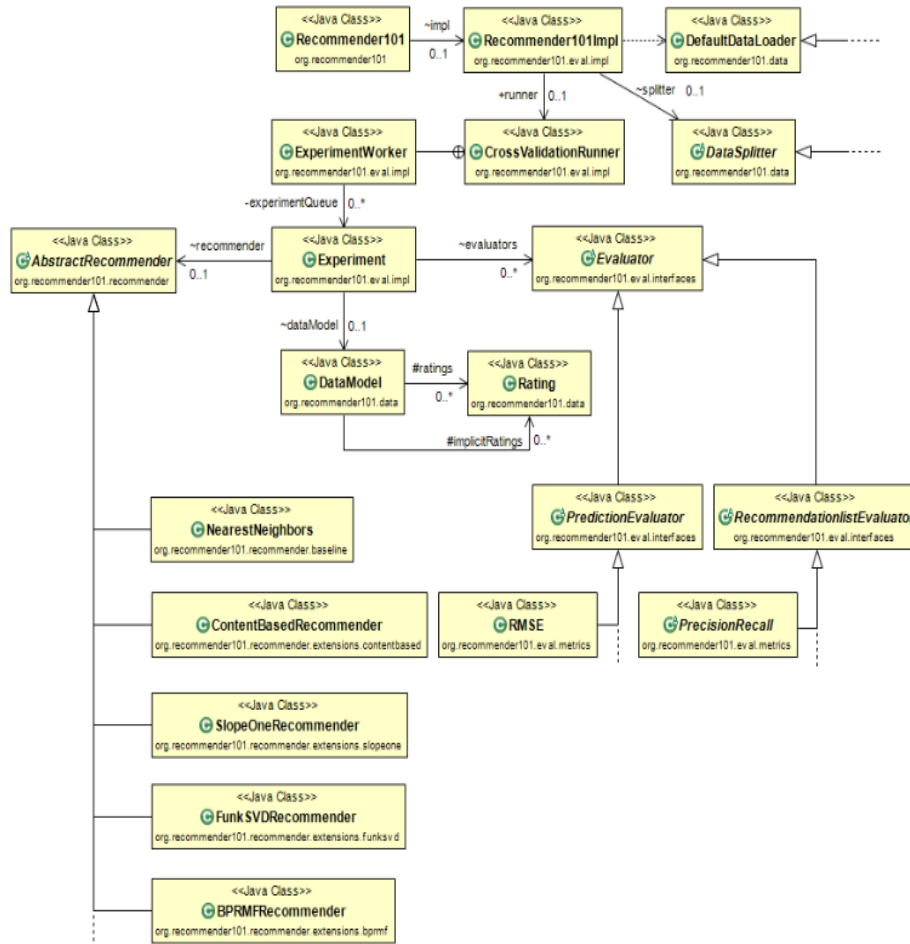 <<Java Class>>
Recommender101
org.recommender101
~impl
0..1
<<Java Class>>
Recommender101Impl
org.recommender101.eval.impl
<<Java Class>>
DefaultDataLoader
org.recommender101.data
+runner
0..1
~splitter
0..1
<<Java Class>>
ExperimentWorker
org.recommender101.eval.impl
<<Java Class>>
CrossValidationRunner
org.recommender101.eval.impl
<<Java Class>>
DataSplitter
org.recommender101.data
-experimentQueue
0..*
<<Java Class>>
AbstractRecommender
org.recommender101.recommender
~recommender
0..1
<<Java Class>>
Experiment
org.recommender101.eval.impl
~evaluators
0..*
<<Java Class>>
Evaluator
org.recommender101.eval.interfaces
~dataModel
0..1
<<Java Class>>
DataModel
org.recommender101.data
#ratings
0..*
<<Java Class>>
Rating
org.recommender101.data
#implicitRatings
0..*
<<Java Class>>
NearestNeighbors
org.recommender101.recommender.baseline
<<Java Class>>
PredictionEvaluator
org.recommender101.eval.interfaces
<<Java Class>>
RecommendationlistEvaluator
org.recommender101.eval.interfaces
<<Java Class>>
ContentBasedRecommender
org.recommender101.recommender.extensions.contentbased
<<Java Class>>
RMSE
org.recommender101.eval.metrics
<<Java Class>>
PrecisionRecall
org.recommender101.eval.metrics
<<Java Class>>
SlopeOneRecommender
org.recommender101.recommender.extensions.slopeone
<<Java Class>>
FunkSVDRecommender
org.recommender101.recommender.extensions.funksvd
<<Java Class>>
BPRMFRecommender
org.recommender101.recommender.extensions.bprmf